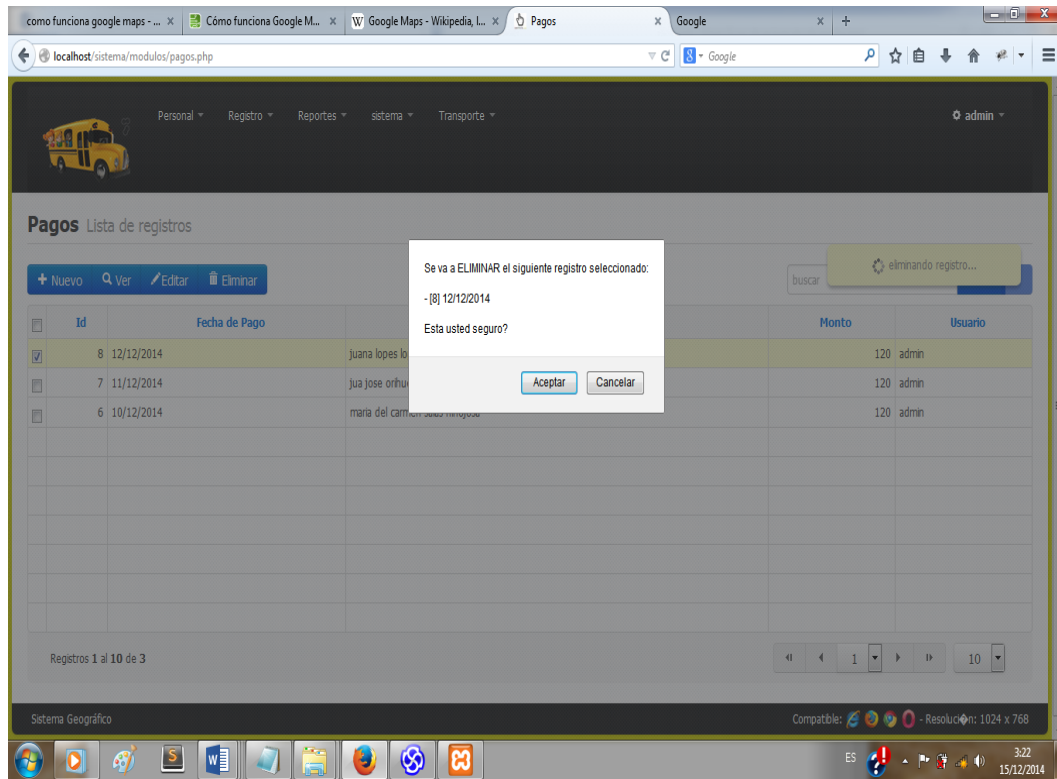 como funciona google maps - ...
Cómo funciona Google M...
W Google Maps - Wikipedia, l...
Pagos
Google
localhost/sistema/modulos/pagos.php
8 Google
Personal Registro Reportes sistema Transporte
admin
Pagos Lista de registros
+ Nuevo Ver Editar Eliminar
buscar
eliminando registro...
Se va a ELIMINAR el siguiente registro seleccionado:
- [8] 12/12/2014
Esta usted seguro?
Aceptar Cancelar
Id Fecha de Pago Monto Usuario
8 12/12/2014 juana lopes lo 120 admin
7 11/12/2014 jua jose orihu 120 admin
6 10/12/2014 maria del carmen salas hinojosa 120 admin
Registros 1 al 10 de 3
1
10
Sistema Geográfico
Compatible: - Resoluci�n: 1024 x 768
ES
3:22
15/12/2014